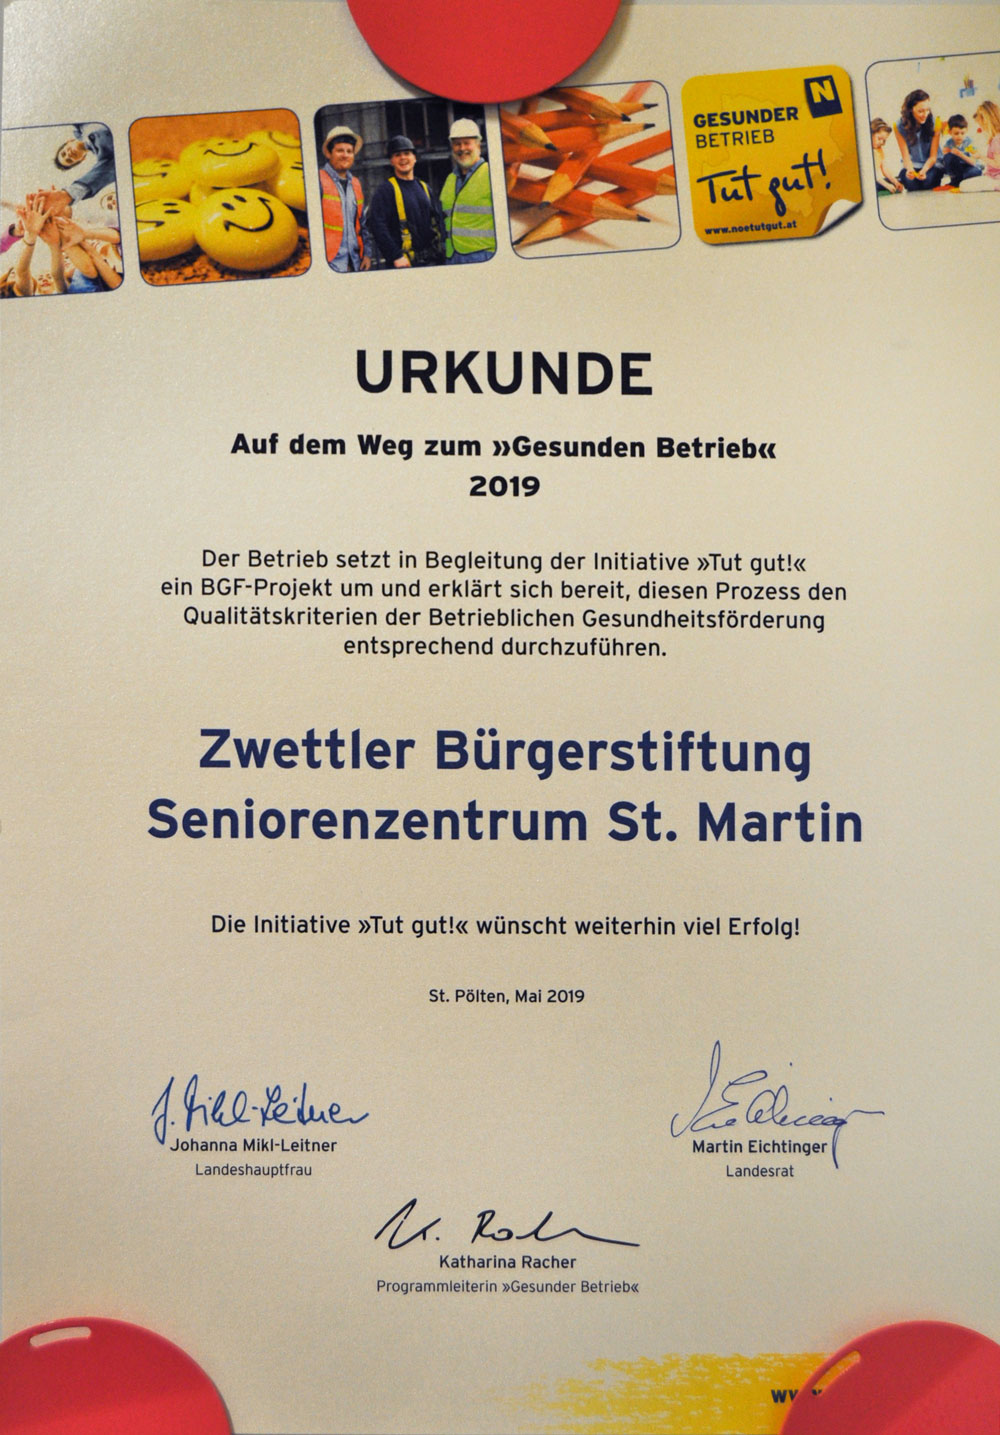 GESUNDER N
BETRIEB
Tut gut!
www.noetutgut.at
URKUNDE
Auf dem Weg zum »Gesunden Betrieb«
2019
Der Betrieb setzt in Begleitung der Initiative »Tut gut!«
ein BGF-Projekt um und erklärt sich bereit, diesen Prozess den
Qualitätskriterien der Betrieblichen Gesundheitsförderung
entsprechend durchzuführen.
Zwettler Bürgerstiftung
Seniorenzentrum St. Martin
Die Initiative »Tut gut!« wünscht weiterhin viel Erfolg!
St. Pölten, Mai 2019
J. Mikl-Leitner
Johanna Mikl-Leitner
Landeshauptfrau
Martin Eichtinger
Landesrat
Katharina Racher
Programmleiterin »Gesunder Betrieb«